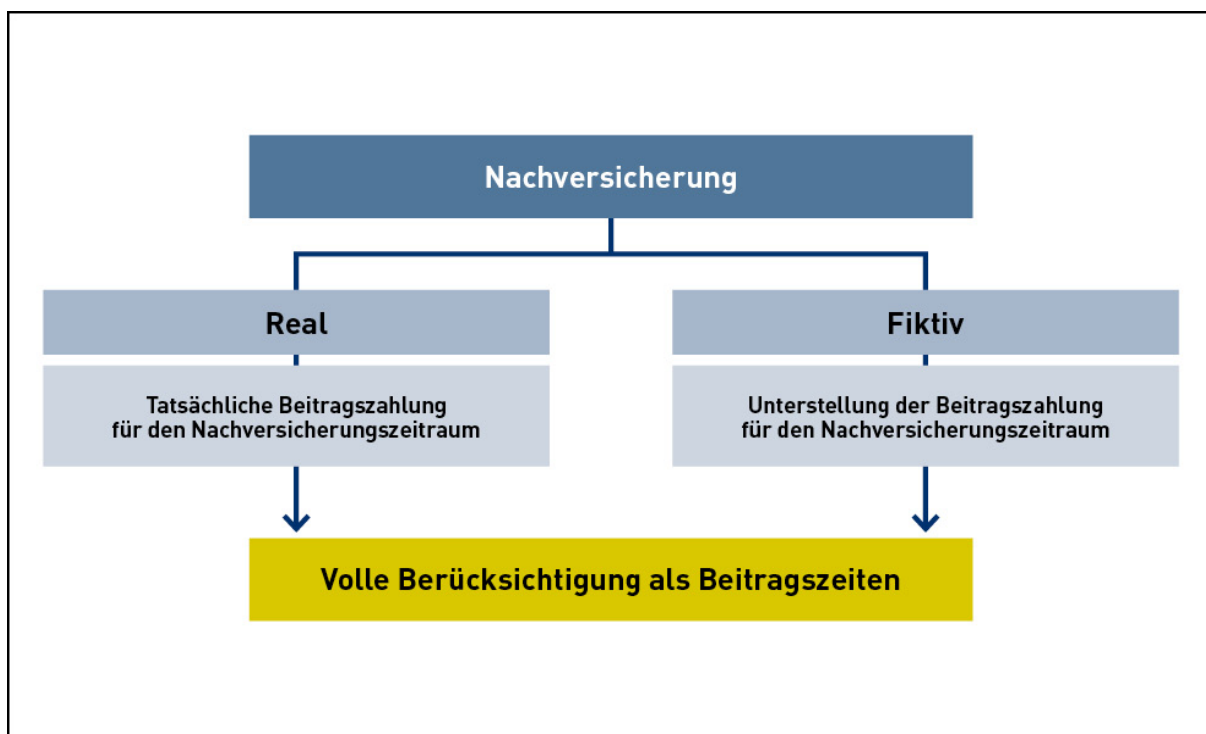 Nachversicherung
Real
Fiktiv
Tatsächliche Beitragszahlung
für den Nachversicherungszeitraum
Unterstellung der Beitragszahlung
für den Nachversicherungszeitraum
Volle Berücksichtigung als Beitragszeiten